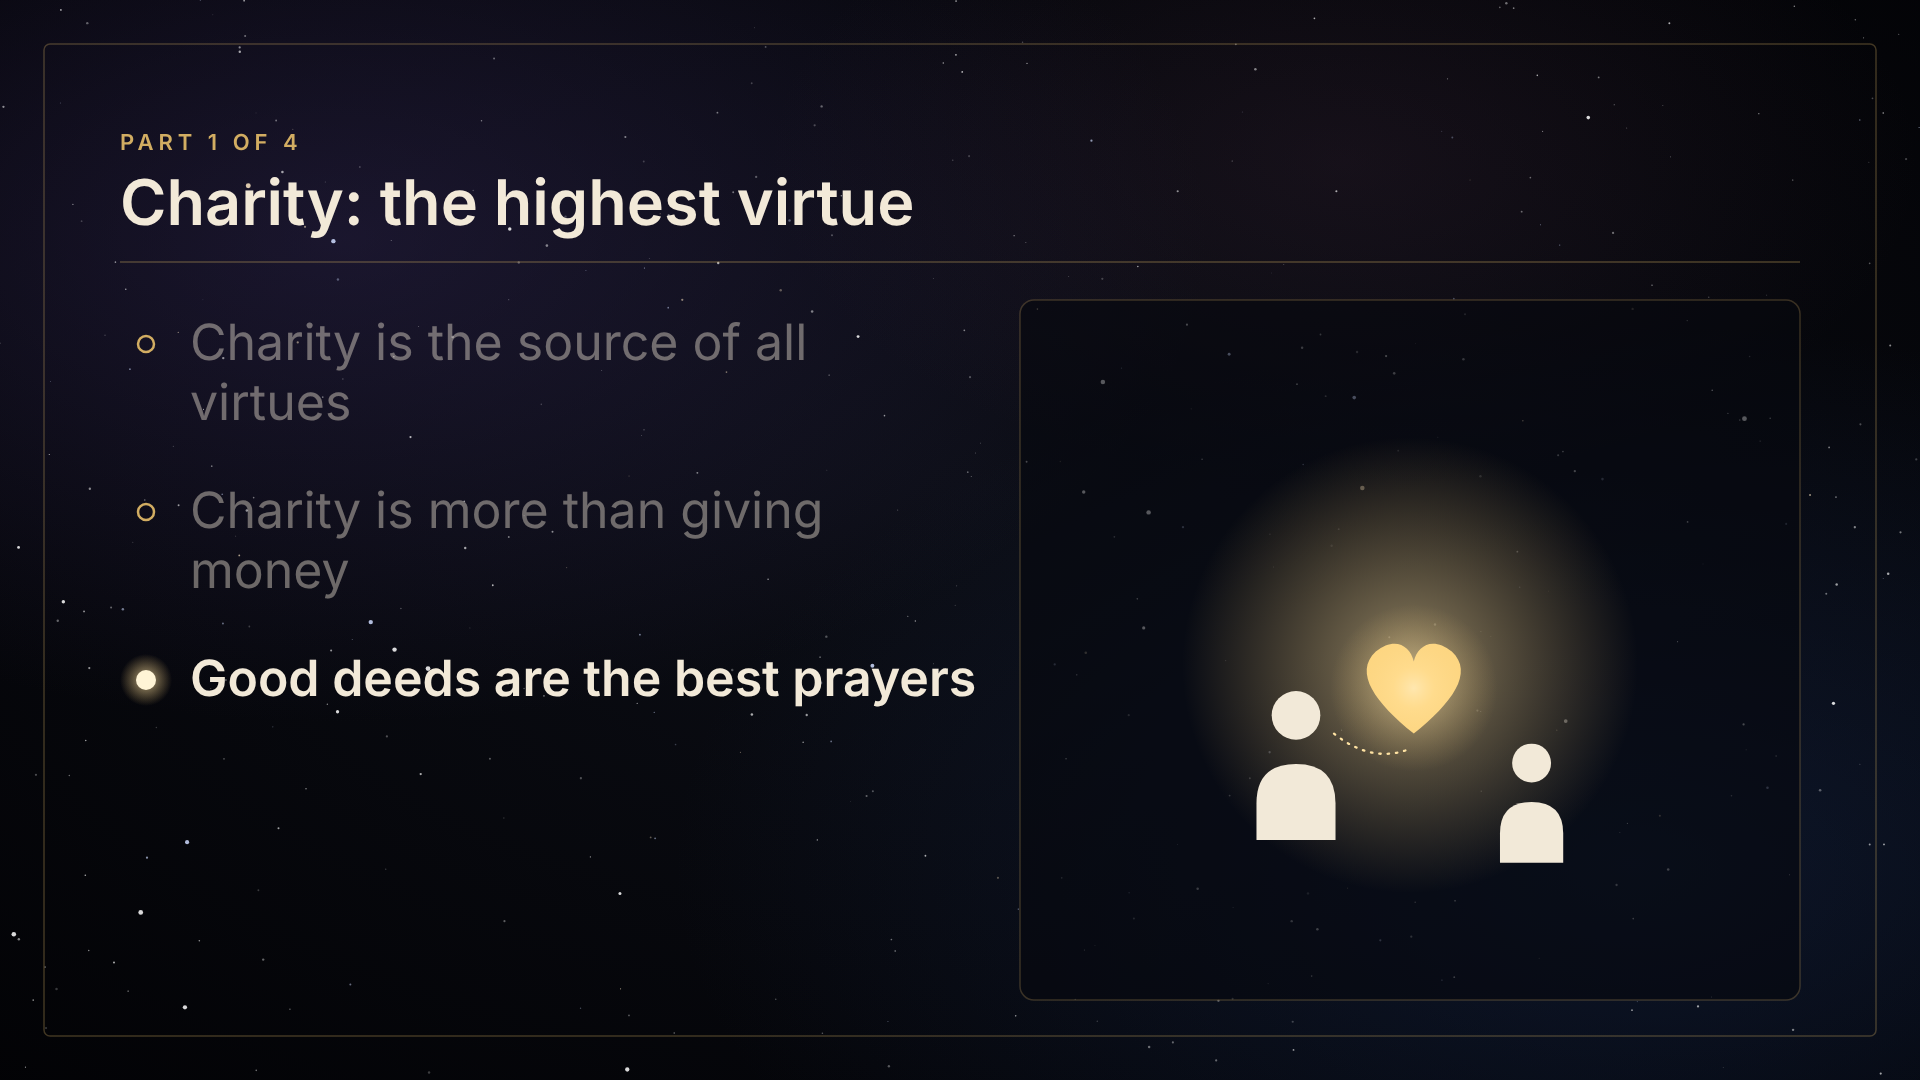 PART 1 OF 4
Charity: the highest virtue
Charity is the source of all
virtues
Charity is more than giving
money
Good deeds are the best prayers